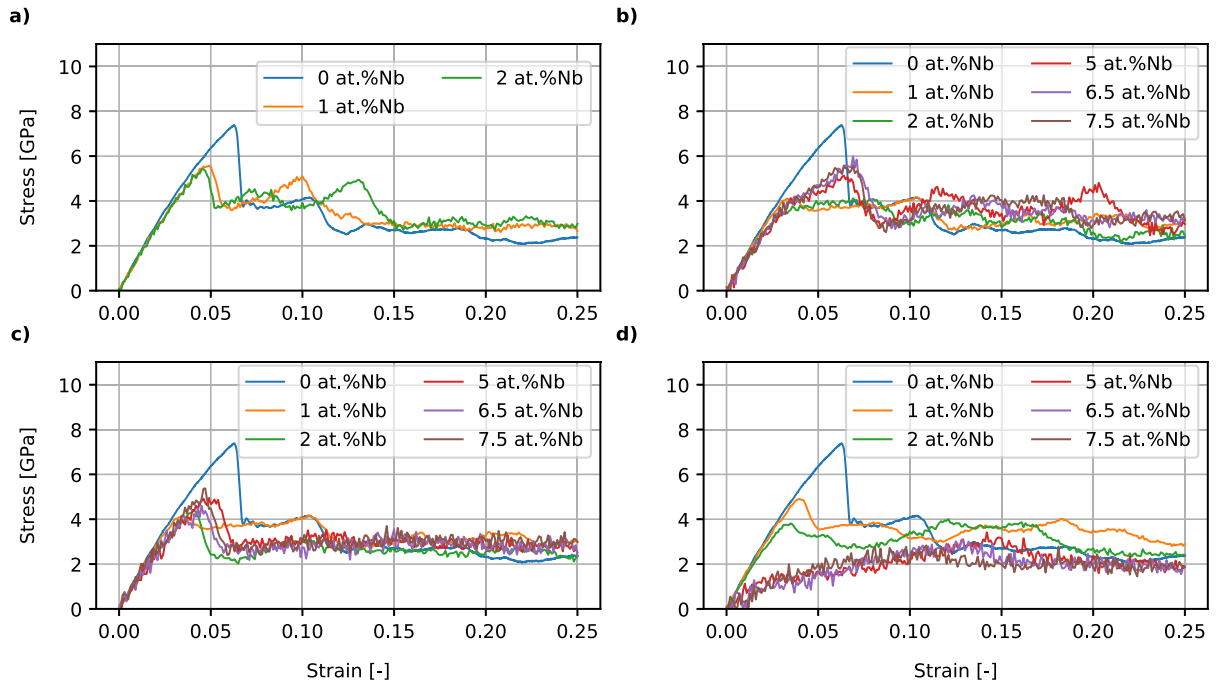 a)
Stress [GPa]
10
8
6
4
2
0
0 at.%Nb
1 at.%Nb
2 at.%Nb
0.00 0.05 0.10 0.15 0.20 0.25
b)
10
8
6
4
2
0
0 at.%Nb
1 at.%Nb
2 at.%Nb
5 at.%Nb
6.5 at.%Nb
7.5 at.%Nb
0.00 0.05 0.10 0.15 0.20 0.25
c)
Stress [GPa]
10
8
6
4
2
0
0 at.%Nb
1 at.%Nb
2 at.%Nb
5 at.%Nb
6.5 at.%Nb
7.5 at.%Nb
0.00 0.05 0.10 0.15 0.20 0.25
Strain [-]
d)
10
8
6
4
2
0
0 at.%Nb
1 at.%Nb
2 at.%Nb
5 at.%Nb
6.5 at.%Nb
7.5 at.%Nb
0.00 0.05 0.10 0.15 0.20 0.25
Strain [-]